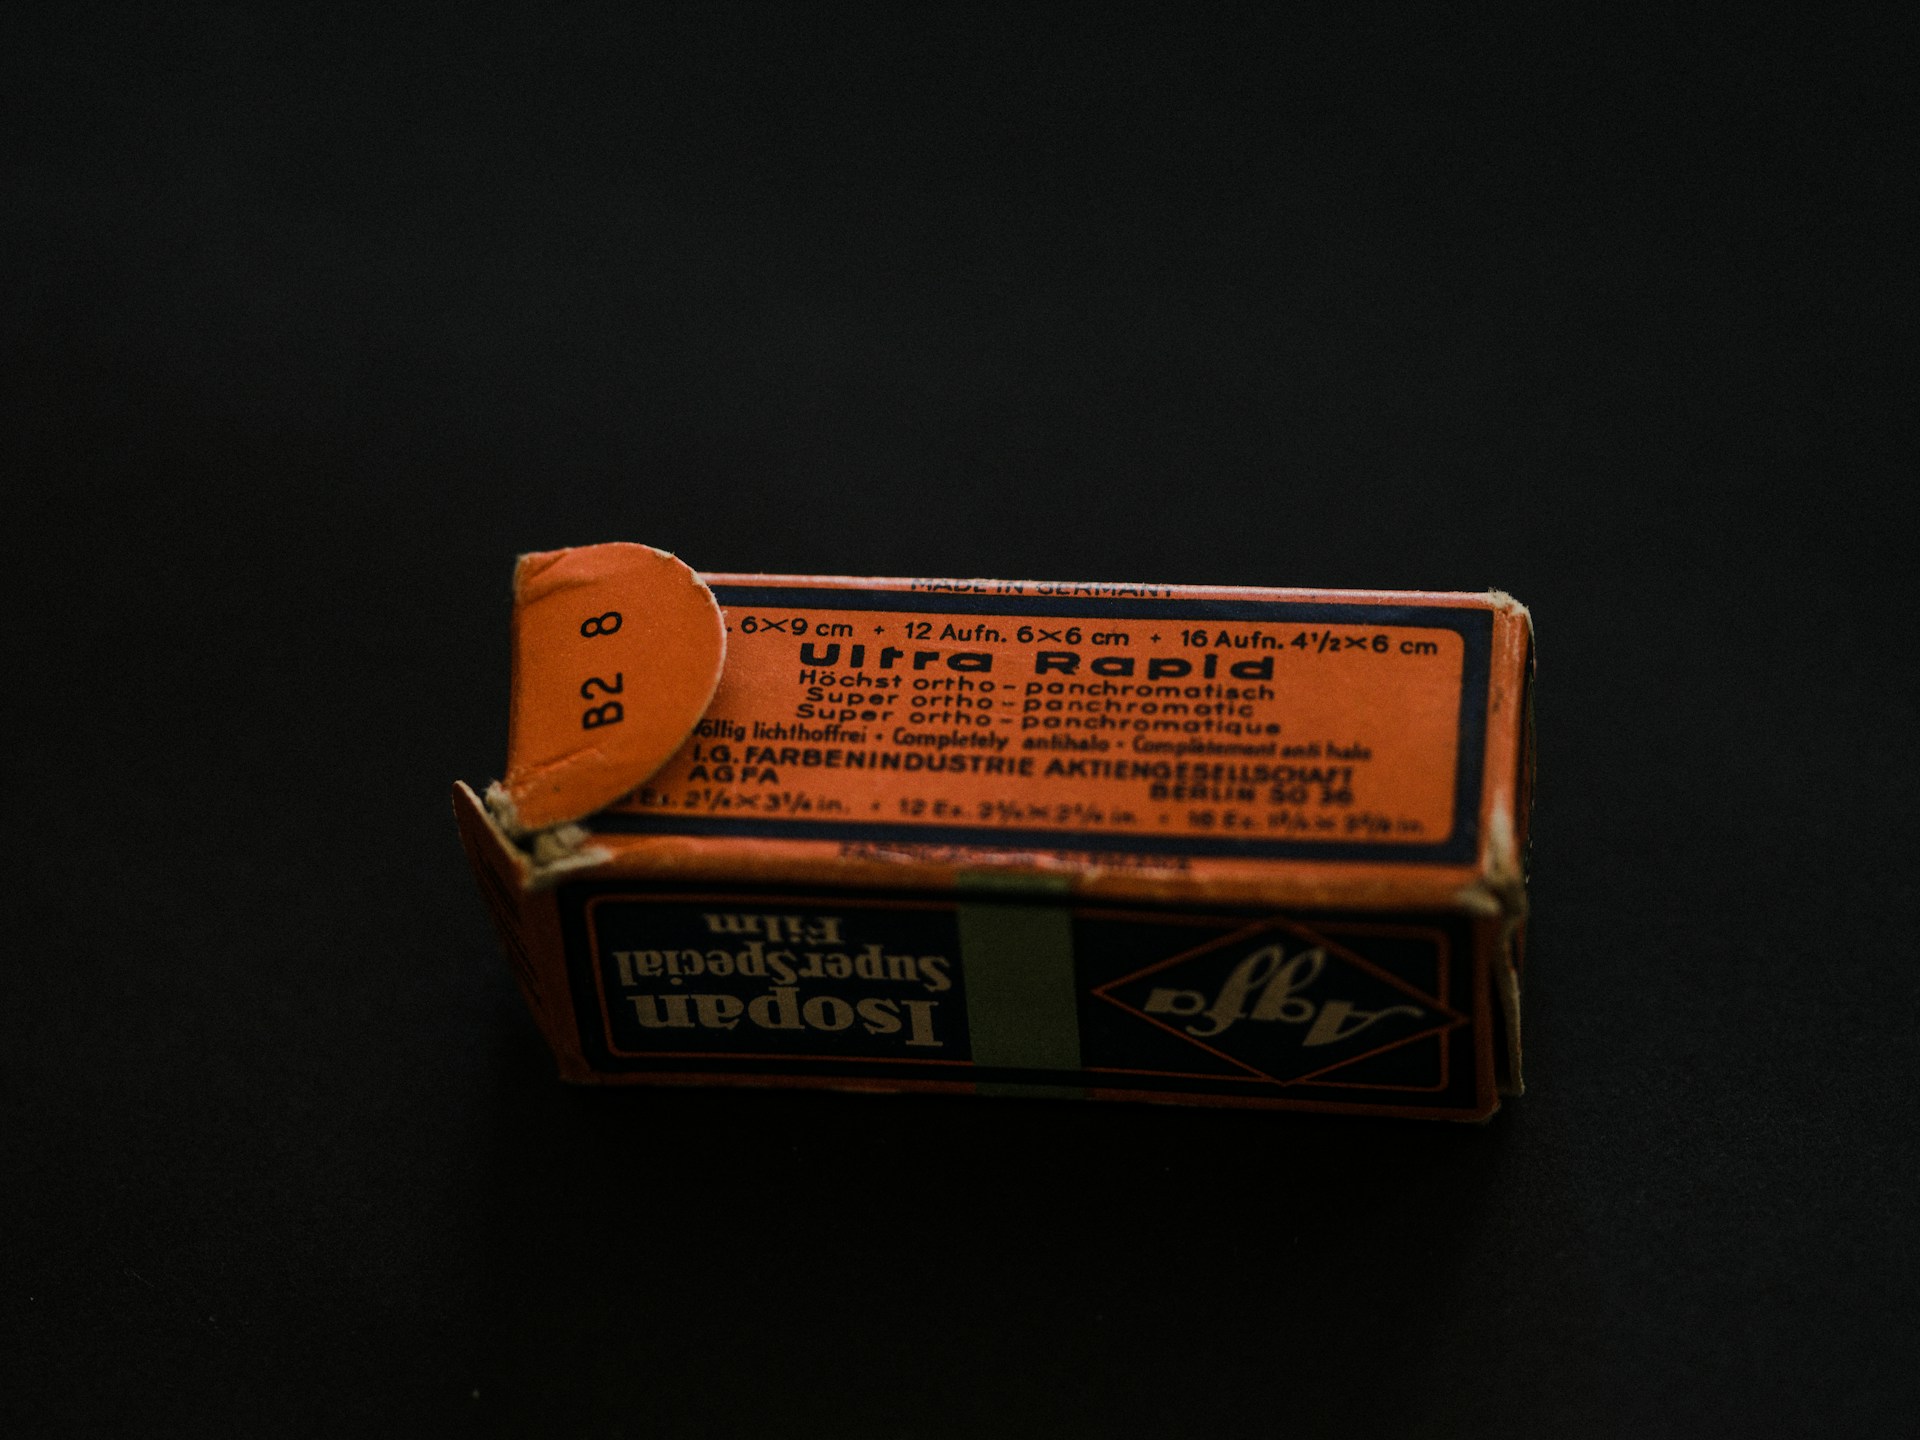 B2 8
MADE IN GERMANY
. 6×9 cm + 12 Aufn. 6×6 cm + 16 Aufn. 4½×6 cm
Ultra Rapid
Höchst ortho-panchromatisch
Super ortho-panchromatic
Super ortho-panchromatique
öllig lichthoffrei • Completely antihalo • Complètement anti halo
I.G. FARBENINDUSTRIE AKTIENGESELLSCHAFT
AGFA BERLIN SO 36
Agfa
Isopan
SuperSpecial
Film